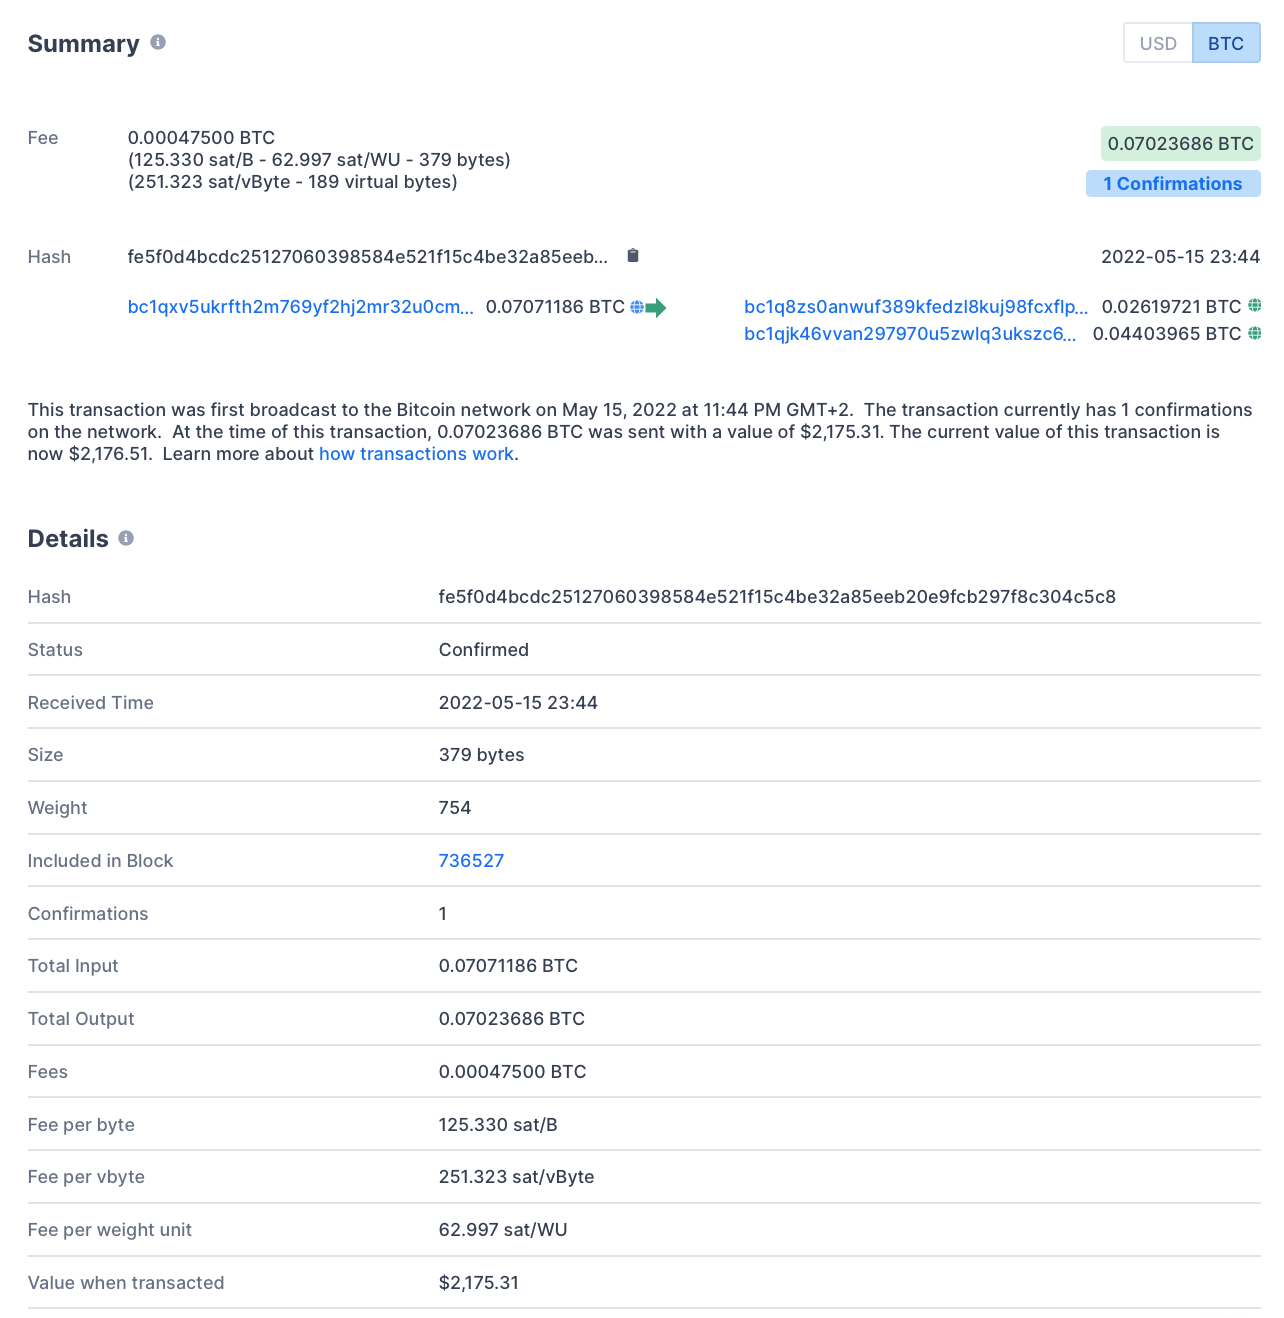 Summary
USD BTC
Fee 0.00047500 BTC
(125.330 sat/B - 62.997 sat/WU - 379 bytes)
(251.323 sat/vByte - 189 virtual bytes)
0.07023686 BTC
1 Confirmations
Hash fe5f0d4bcdc25127060398584e521f15c4be32a85eeb... 2022-05-15 23:44
bc1qxv5ukrfth2m769yf2hj2mr32u0cm... 0.07071186 BTC bc1q8zs0anwuf389kfedzl8kuj98fcxflp... 0.02619721 BTC
bc1qjk46vvan297970u5zwlq3ukszc6... 0.04403965 BTC
This transaction was first broadcast to the Bitcoin network on May 15, 2022 at 11:44 PM GMT+2. The transaction currently has 1 confirmations
on the network. At the time of this transaction, 0.07023686 BTC was sent with a value of $2,175.31. The current value of this transaction is
now $2,176.51. Learn more about how transactions work.
Details
Hash fe5f0d4bcdc25127060398584e521f15c4be32a85eeb20e9fcb297f8c304c5c8
Status Confirmed
Received Time 2022-05-15 23:44
Size 379 bytes
Weight 754
Included in Block 736527
Confirmations 1
Total Input 0.07071186 BTC
Total Output 0.07023686 BTC
Fees 0.00047500 BTC
Fee per byte 125.330 sat/B
Fee per vbyte 251.323 sat/vByte
Fee per weight unit 62.997 sat/WU
Value when transacted $2,175.31